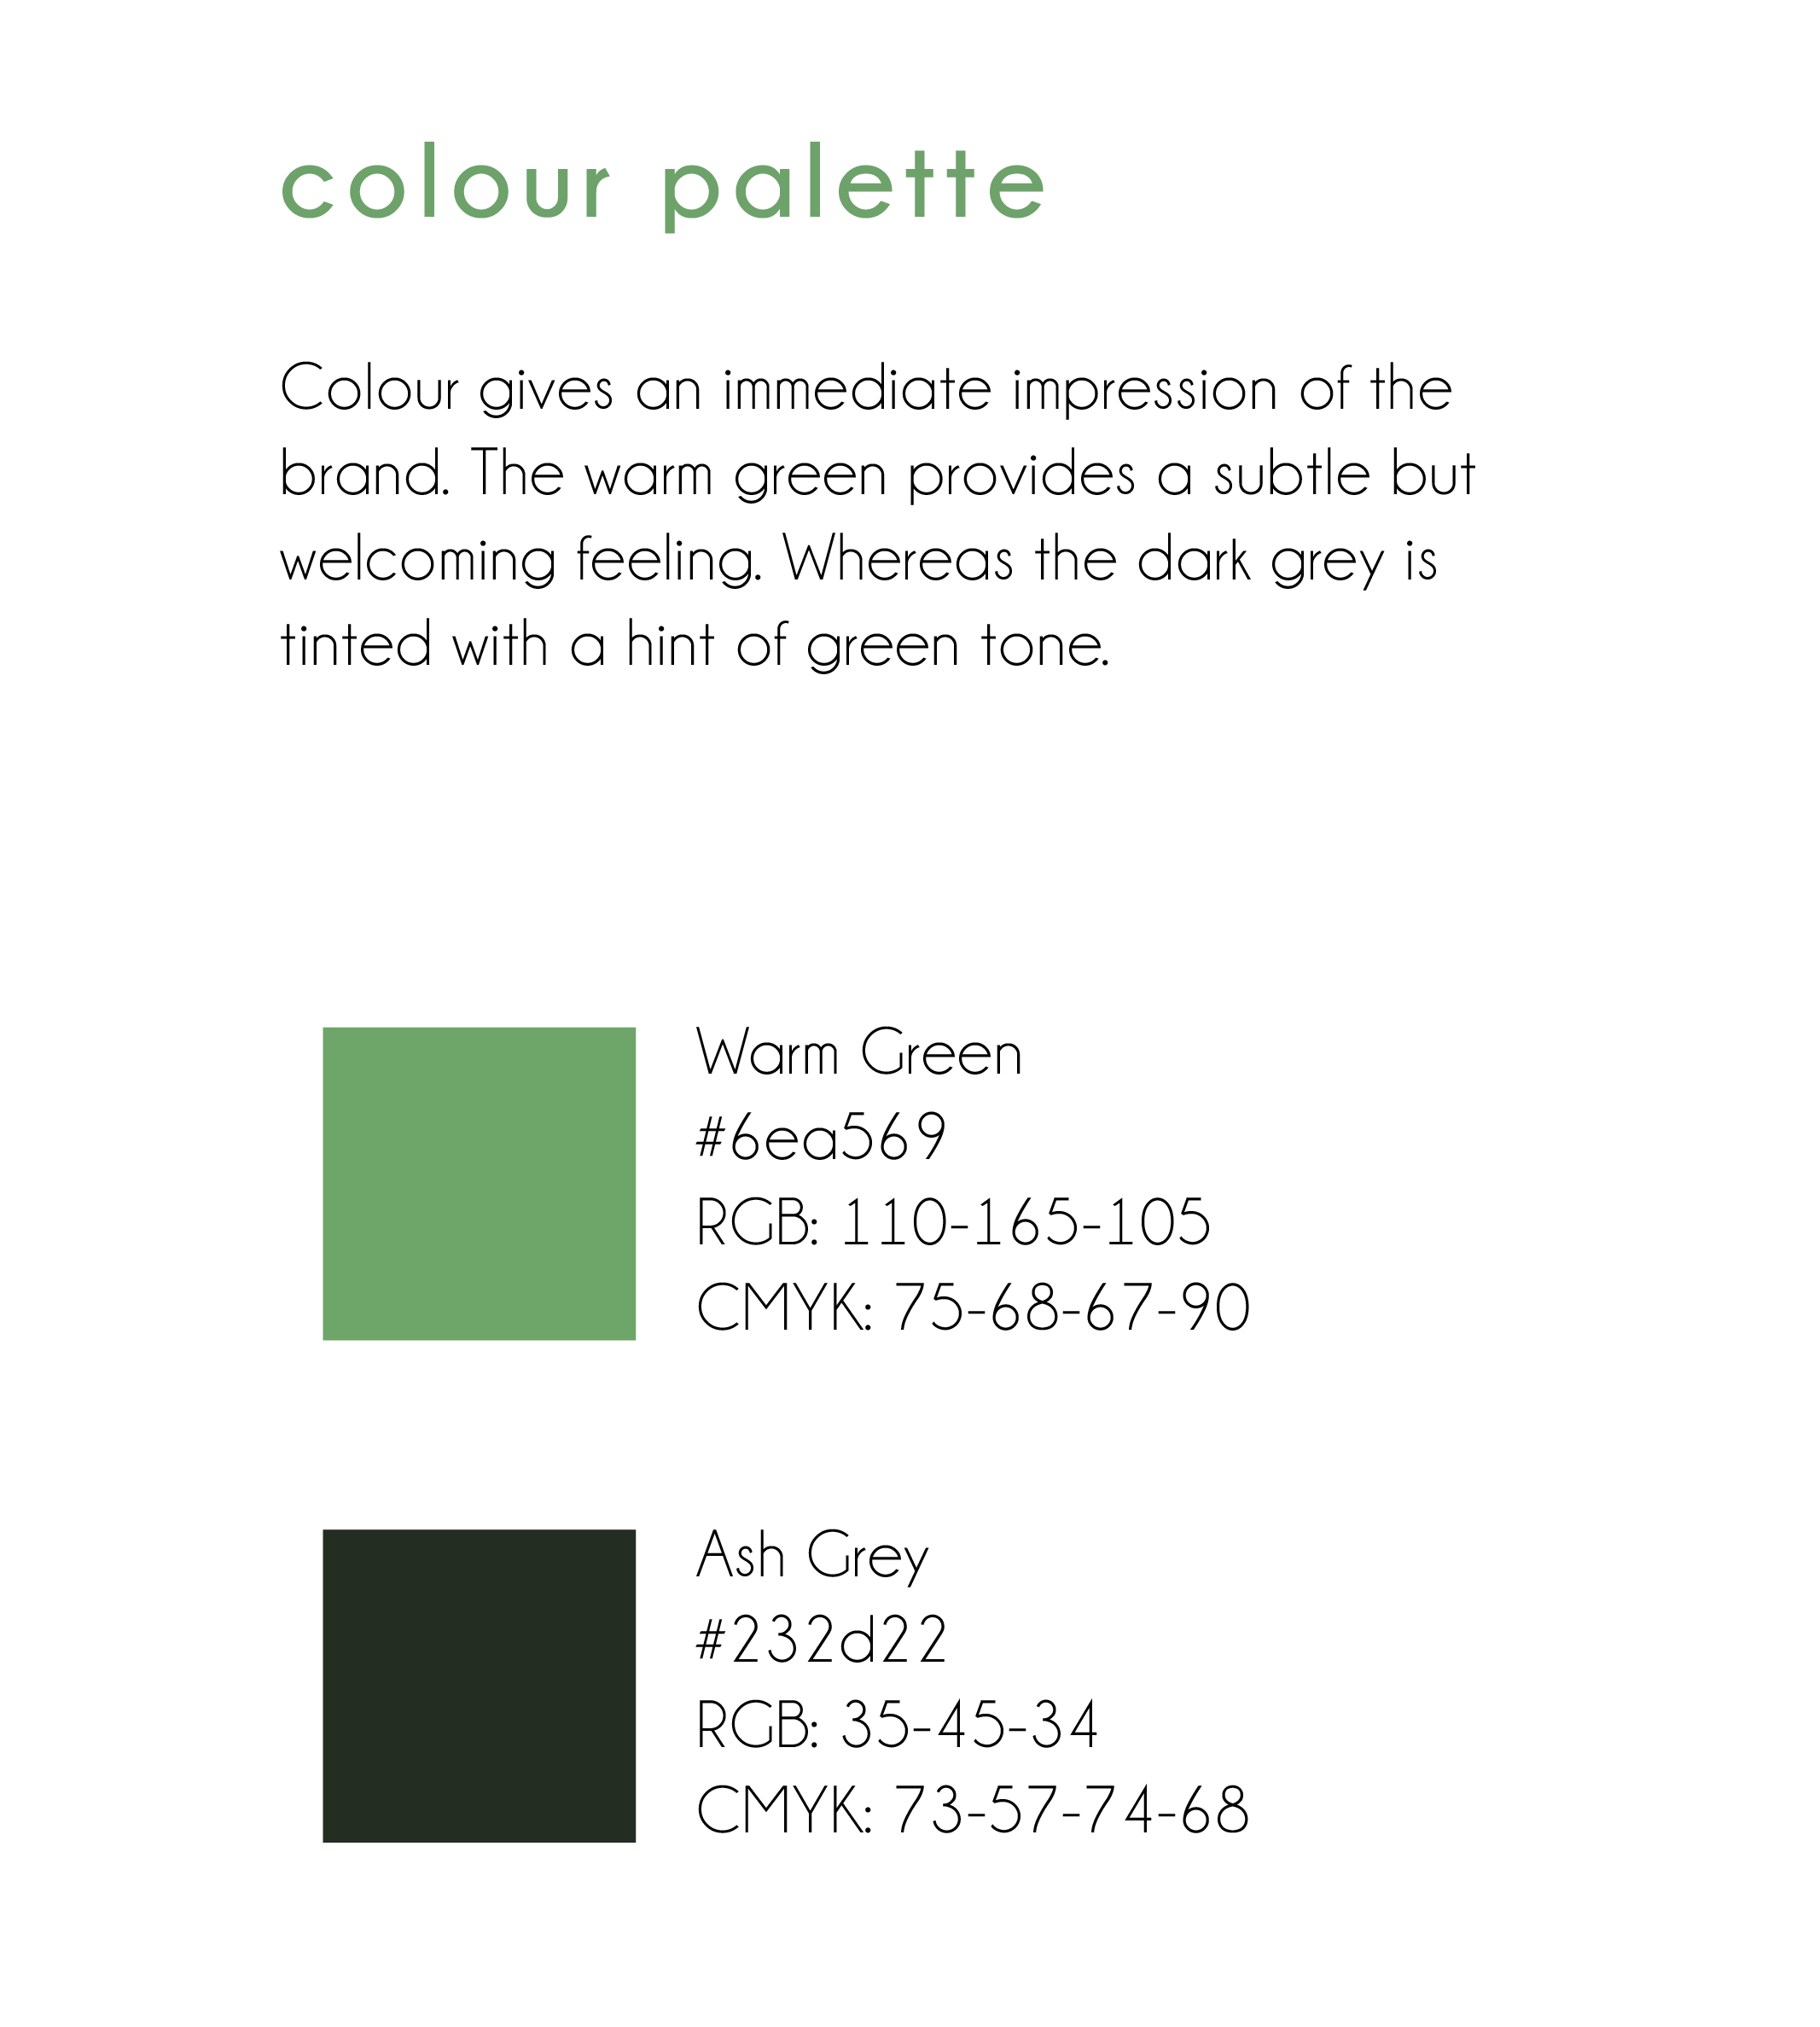 colour palette
Colour gives an immediate impression of the
brand. The warm green provides a subtle but
welcoming feeling. Whereas the dark grey is
tinted with a hint of green tone.
Warm Green
#6ea569
RGB: 110-165-105
CMYK: 75-68-67-90
Ash Grey
#232d22
RGB: 35-45-34
CMYK: 73-57-74-68